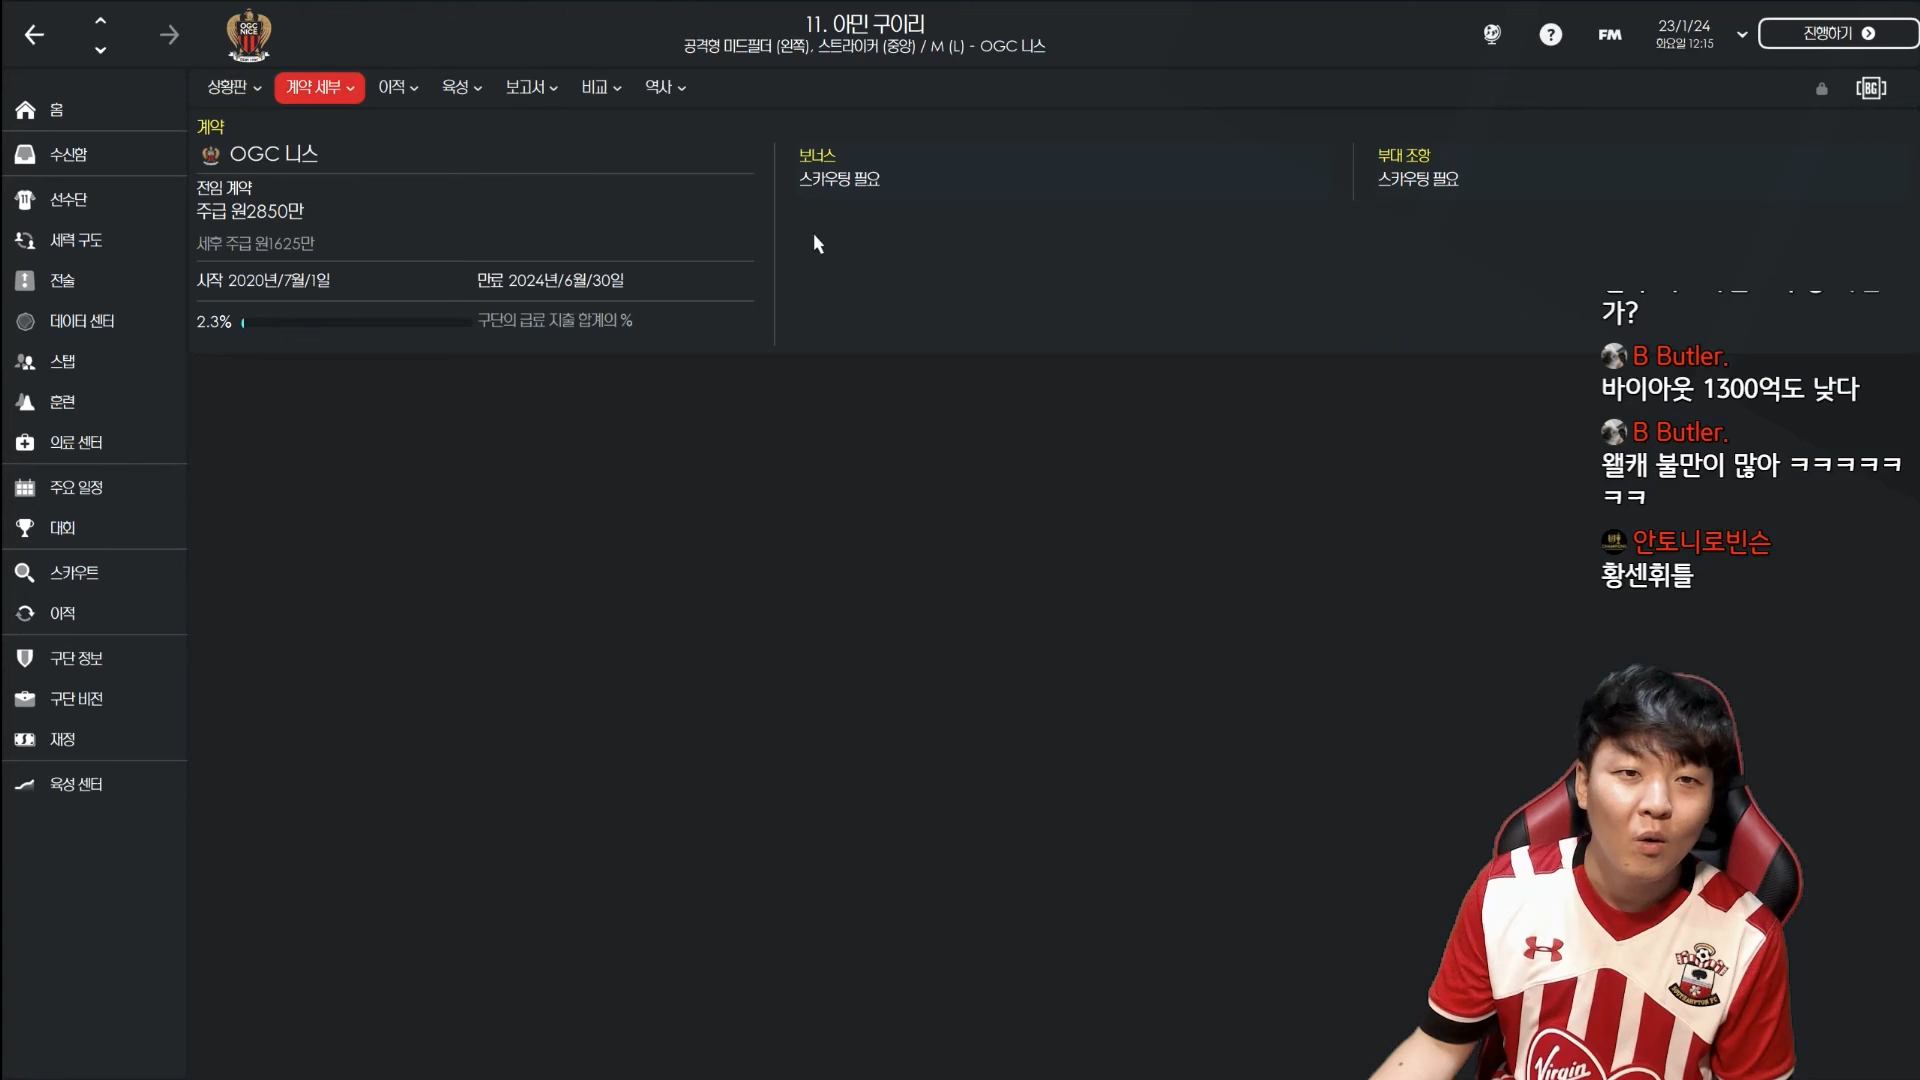 OGC NICE
11. 아민 구이리
공격형 미드필더 (왼쪽), 스트라이커 (중앙) / M (L) - OGC 니스
?
FM
23/1/24
화요일 12:15
진행하기
상황판
계약 세부
이적
육성
보고서
비교
역사
BG
홈
수신함
선수단
세력 구도
전술
데이터 센터
스탭
훈련
의료 센터
주요 일정
대회
스카우트
이적
구단 정보
구단 비전
재정
육성 센터
계약
OGC 니스
전임 계약
주급 원2850만
세후 주급 원1625만
시작 2020년/7월/1일
만료 2024년/6월/30일
2.3%
구단의 급료 지출 합계의 %
보너스
스카우팅 필요
부대 조항
스카우팅 필요
가?
B Butler.
바이아웃 1300억도 낮다
B Butler.
왤캐 불만이 많아 ㅋㅋㅋㅋㅋ
ㅋㅋ
안토니로빈슨
황센휘틀
SOUTHAMPTON FC
Virgin